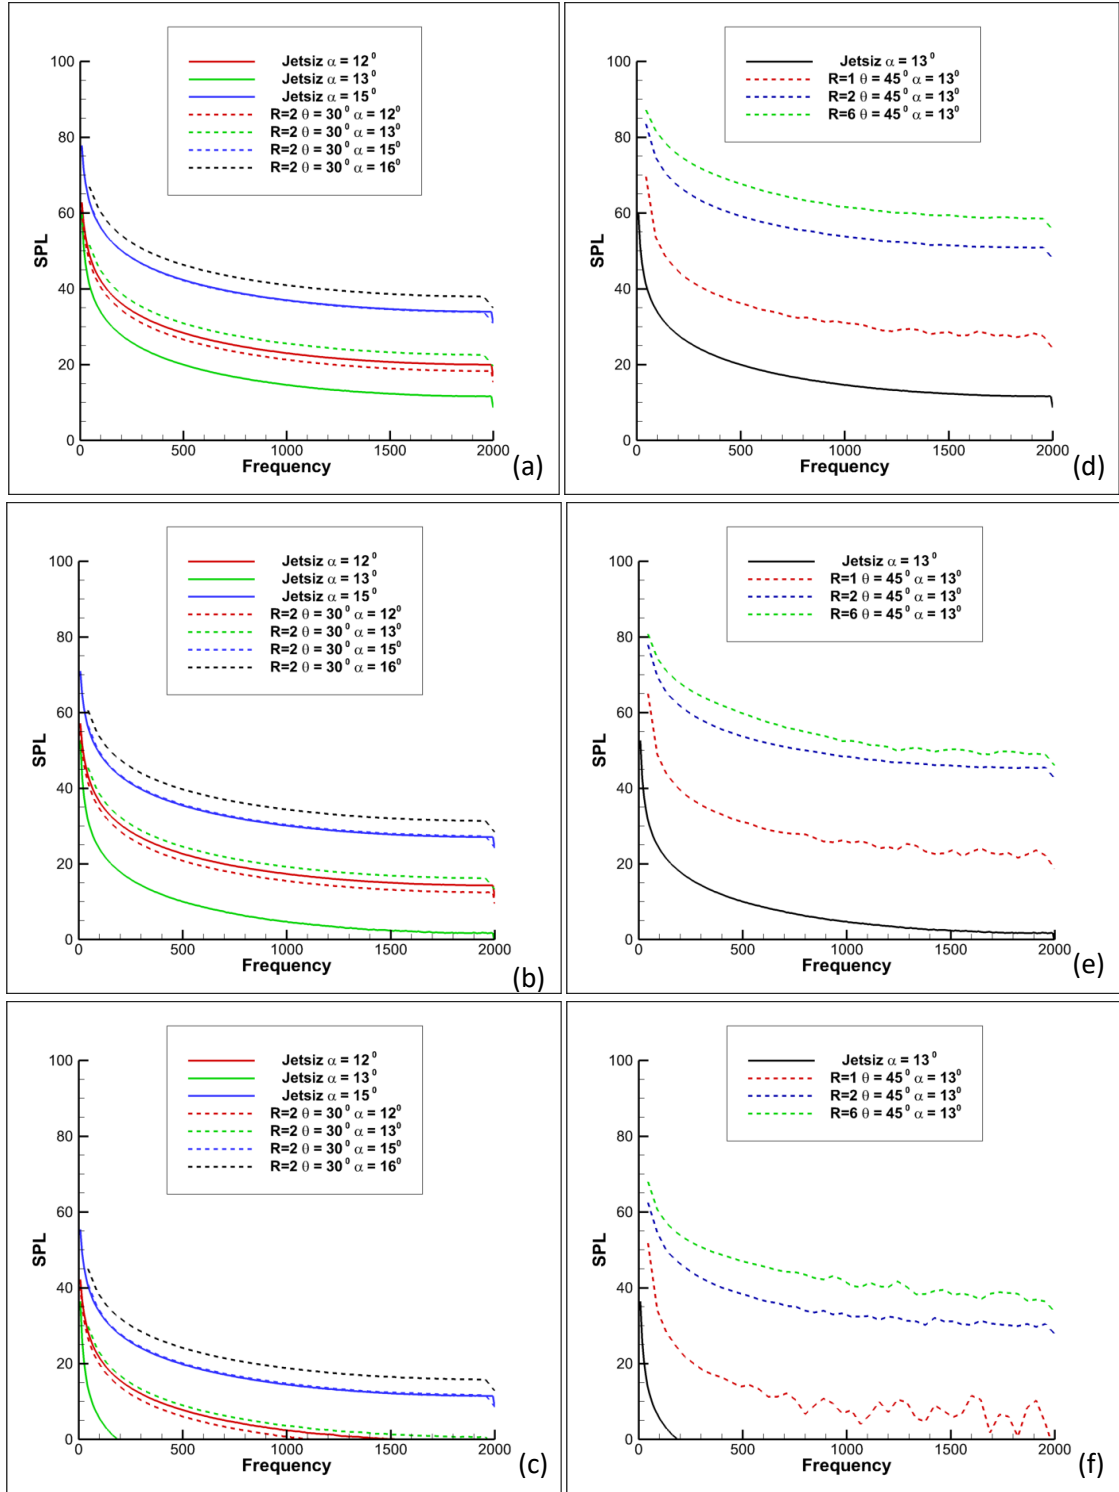 Jetsiz α = 12⁰
Jetsiz α = 13⁰
Jetsiz α = 15⁰
R=2 θ = 30⁰ α = 12⁰
R=2 θ = 30⁰ α = 13⁰
R=2 θ = 30⁰ α = 15⁰
R=2 θ = 30⁰ α = 16⁰
100
80
60
40
20
0
SPL
0 500 1000 1500 2000
Frequency
(a)
Jetsiz α = 13⁰
R=1 θ = 45⁰ α = 13⁰
R=2 θ = 45⁰ α = 13⁰
R=6 θ = 45⁰ α = 13⁰
100
80
60
40
20
0
SPL
0 500 1000 1500 2000
Frequency
(d)
Jetsiz α = 12⁰
Jetsiz α = 13⁰
Jetsiz α = 15⁰
R=2 θ = 30⁰ α = 12⁰
R=2 θ = 30⁰ α = 13⁰
R=2 θ = 30⁰ α = 15⁰
R=2 θ = 30⁰ α = 16⁰
100
80
60
40
20
0
SPL
0 500 1000 1500 2000
Frequency
(b)
Jetsiz α = 13⁰
R=1 θ = 45⁰ α = 13⁰
R=2 θ = 45⁰ α = 13⁰
R=6 θ = 45⁰ α = 13⁰
100
80
60
40
20
0
SPL
0 500 1000 1500 2000
Frequency
(e)
Jetsiz α = 12⁰
Jetsiz α = 13⁰
Jetsiz α = 15⁰
R=2 θ = 30⁰ α = 12⁰
R=2 θ = 30⁰ α = 13⁰
R=2 θ = 30⁰ α = 15⁰
R=2 θ = 30⁰ α = 16⁰
100
80
60
40
20
0
SPL
0 500 1000 1500 2000
Frequency
(c)
Jetsiz α = 13⁰
R=1 θ = 45⁰ α = 13⁰
R=2 θ = 45⁰ α = 13⁰
R=6 θ = 45⁰ α = 13⁰
100
80
60
40
20
0
SPL
0 500 1000 1500 2000
Frequency
(f)